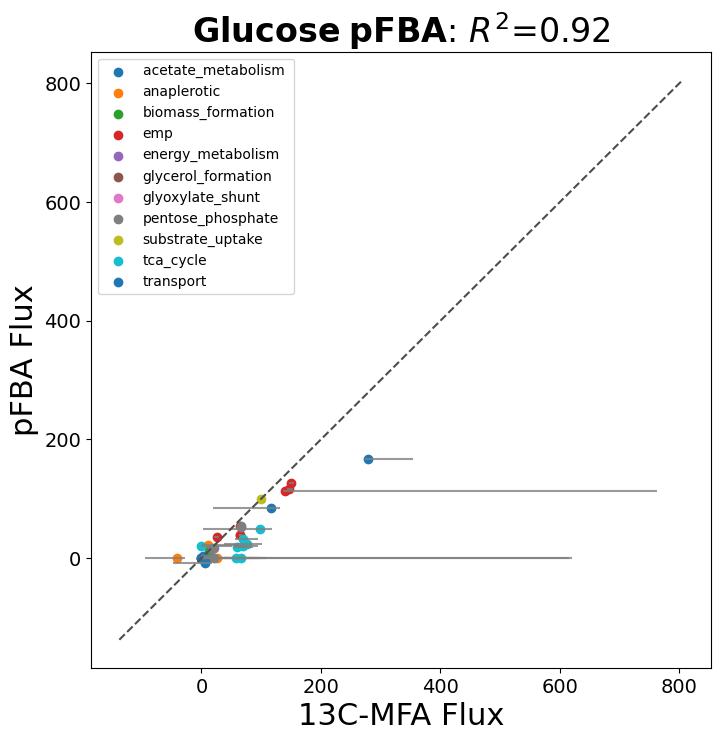 Glucose pFBA: R²=0.92
acetate_metabolism
anaplerotic
biomass_formation
emp
energy_metabolism
glycerol_formation
glyoxylate_shunt
pentose_phosphate
substrate_uptake
tca_cycle
transport
pFBA Flux
800
600
400
200
0
0 200 400 600 800
13C-MFA Flux